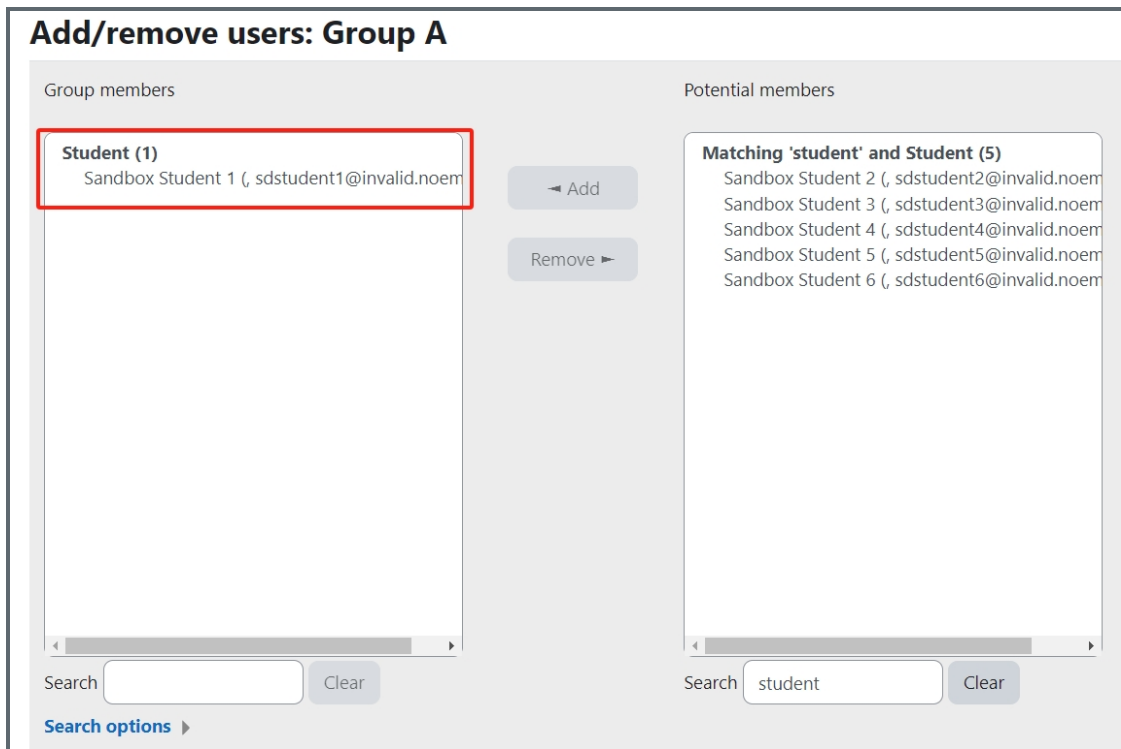 Add/remove users: Group A
Group members
Student (1)
Sandbox Student 1 (, sdstudent1@invalid.noem
◄ Add
Remove ►
Potential members
Matching 'student' and Student (5)
Sandbox Student 2 (, sdstudent2@invalid.noem
Sandbox Student 3 (, sdstudent3@invalid.noem
Sandbox Student 4 (, sdstudent4@invalid.noem
Sandbox Student 5 (, sdstudent5@invalid.noem
Sandbox Student 6 (, sdstudent6@invalid.noem
Search
Clear
Search options
Search student
Clear